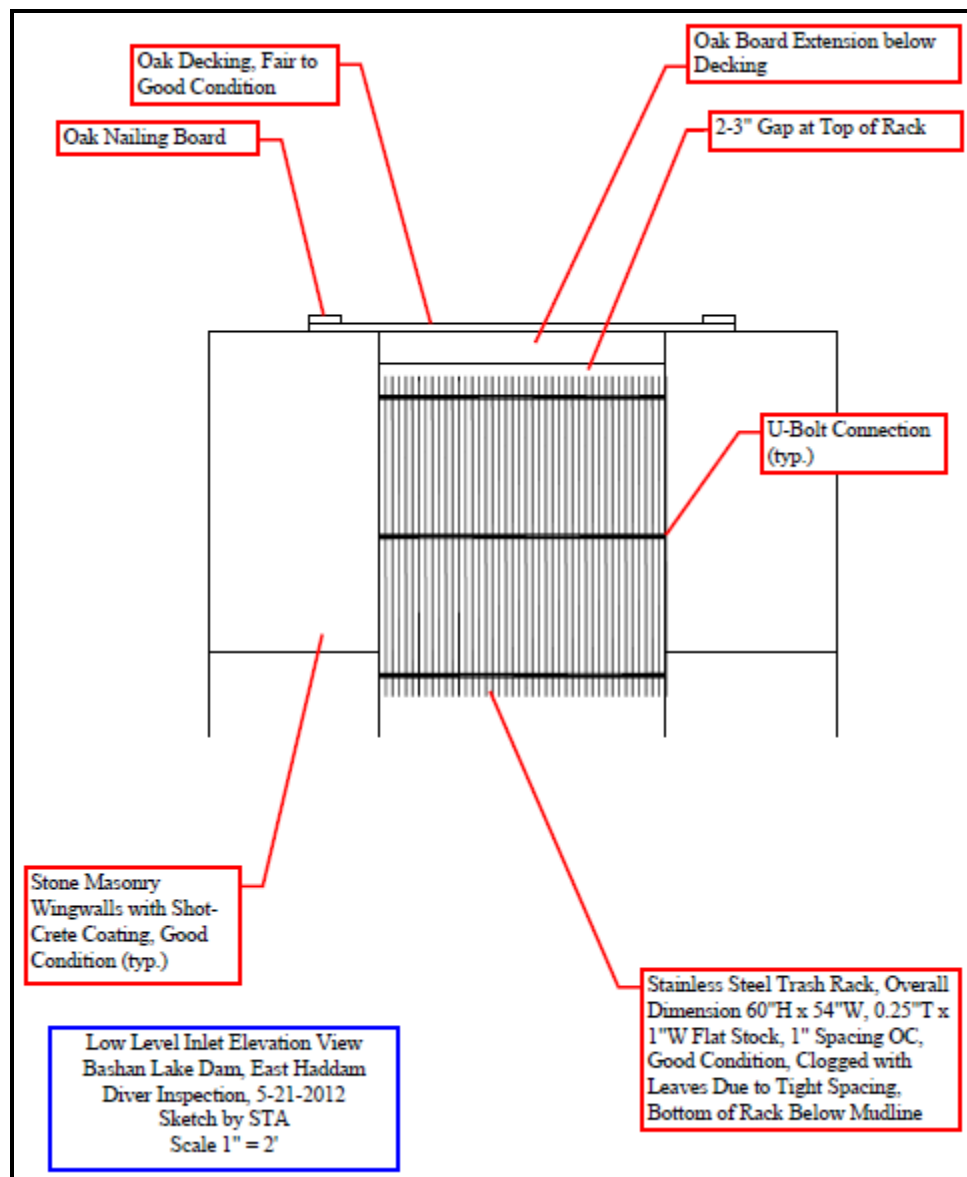 Oak Decking, Fair to
Good Condition
Oak Board Extension below
Decking
Oak Nailing Board
2-3" Gap at Top of Rack
U-Bolt Connection
(typ.)
Stone Masonry
Wingwalls with Shot-
Crete Coating, Good
Condition (typ.)
Stainless Steel Trash Rack, Overall
Dimension 60"H x 54"W, 0.25"T x
1"W Flat Stock, 1" Spacing OC,
Good Condition, Clogged with
Leaves Due to Tight Spacing,
Bottom of Rack Below Mudline
Low Level Inlet Elevation View
Bashan Lake Dam, East Haddam
Diver Inspection, 5-21-2012
Sketch by STA
Scale 1" = 2'